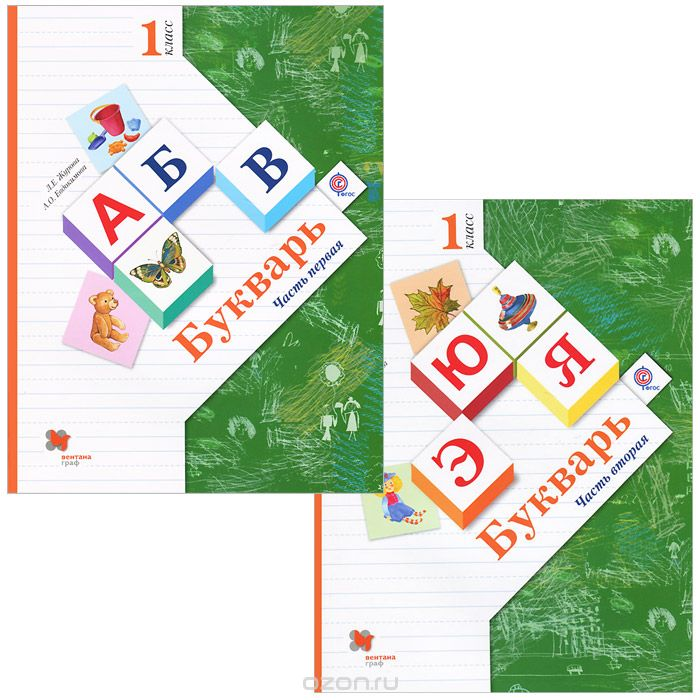 1
класс
Л.Е. Журова
А.О. Евдокимова
А
Б
В
ФГОС
Букварь
Часть первая
вентана
граф
1
класс
Ю
Я
Э
ФГОС
Букварь
Часть вторая
вентана
граф
ozon.ru